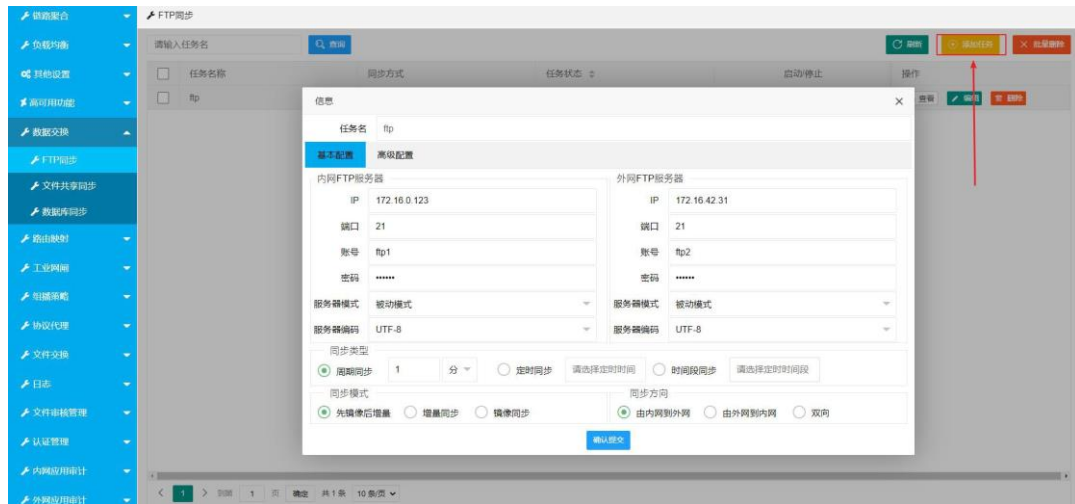 链路聚合
负载均衡
其他设置
高可用功能
数据交换
FTP同步
文件共享同步
数据库同步
路由映射
工业网闸
组播策略
协议代理
文件交换
日志
文件审核管理
认证管理
内网应用审计
外网应用审计
FTP同步
请输入任务名 查询 刷新 添加任务 批量删除
任务名称 同步方式 任务状态 启动/停止 操作
ftp 查看 编辑 删除
信息
任务名 ftp
基本配置 高级配置
内网FTP服务器 外网FTP服务器
IP 172.16.0.123 IP 172.16.42.31
端口 21 端口 21
账号 ftp1 账号 ftp2
密码 •••••• 密码 ••••••
服务器模式 被动模式 服务器模式 被动模式
服务器编码 UTF-8 服务器编码 UTF-8
同步类型
周期同步 1 分 定时同步 请选择定时时间 时间段同步 请选择定时时间段
同步模式 同步方向
先镜像后增量 增量同步 镜像同步 由内网到外网 由外网到内网 双向
确认提交
1 到第 1 页 确定 共 1 条 10 条/页